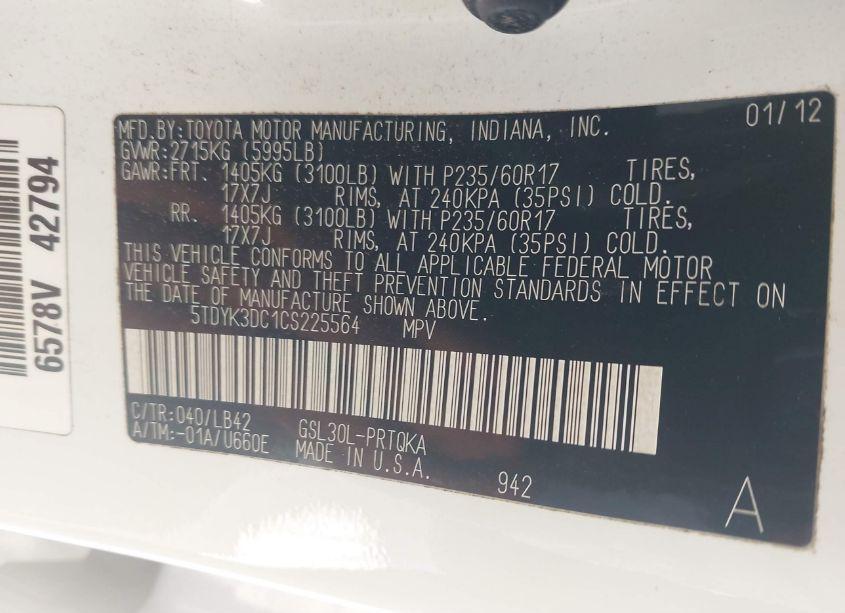 01/12
MFD.BY:TOYOTA MOTOR MANUFACTURING, INDIANA, INC.
GVWR:2715KG (5995LB)
GAWR:FRT. 1405KG (3100LB) WITH P235/60R17 TIRES,
17X7J RIMS, AT 240KPA (35PSI) COLD.
RR. 1405KG (3100LB) WITH P235/60R17 TIRES,
17X7J RIMS, AT 240KPA (35PSI) COLD.
THIS VEHICLE CONFORMS TO ALL APPLICABLE FEDERAL MOTOR
VEHICLE SAFETY AND THEFT PREVENTION STANDARDS IN EFFECT ON
THE DATE OF MANUFACTURE SHOWN ABOVE.
5TDYK3DC1CS225564 MPV
C/TR:040/LB42 GSL30L-PRTQKA
A/TM:-01A/U660E MADE IN U.S.A.
942
A
6578V 42794